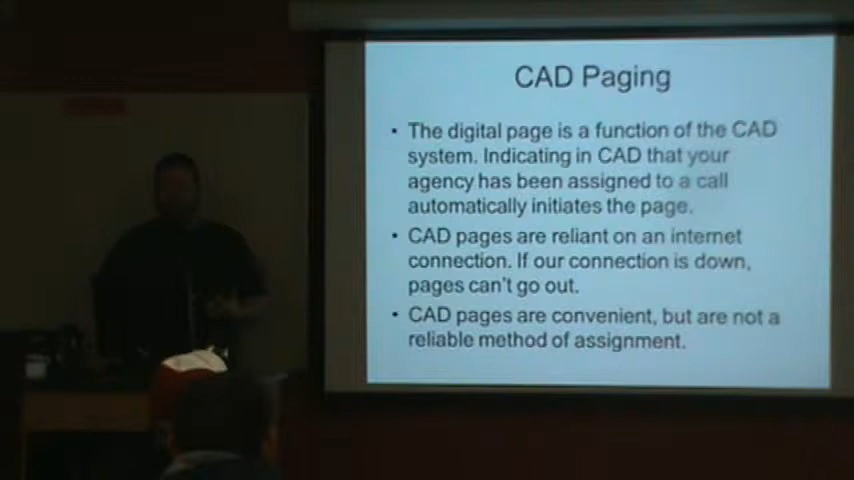 CAD Paging
• The digital page is a function of the CAD
system. Indicating in CAD that your
agency has been assigned to a call
automatically initiates the page.
• CAD pages are reliant on an internet
connection. If our connection is down,
pages can't go out.
• CAD pages are convenient, but are not a
reliable method of assignment.